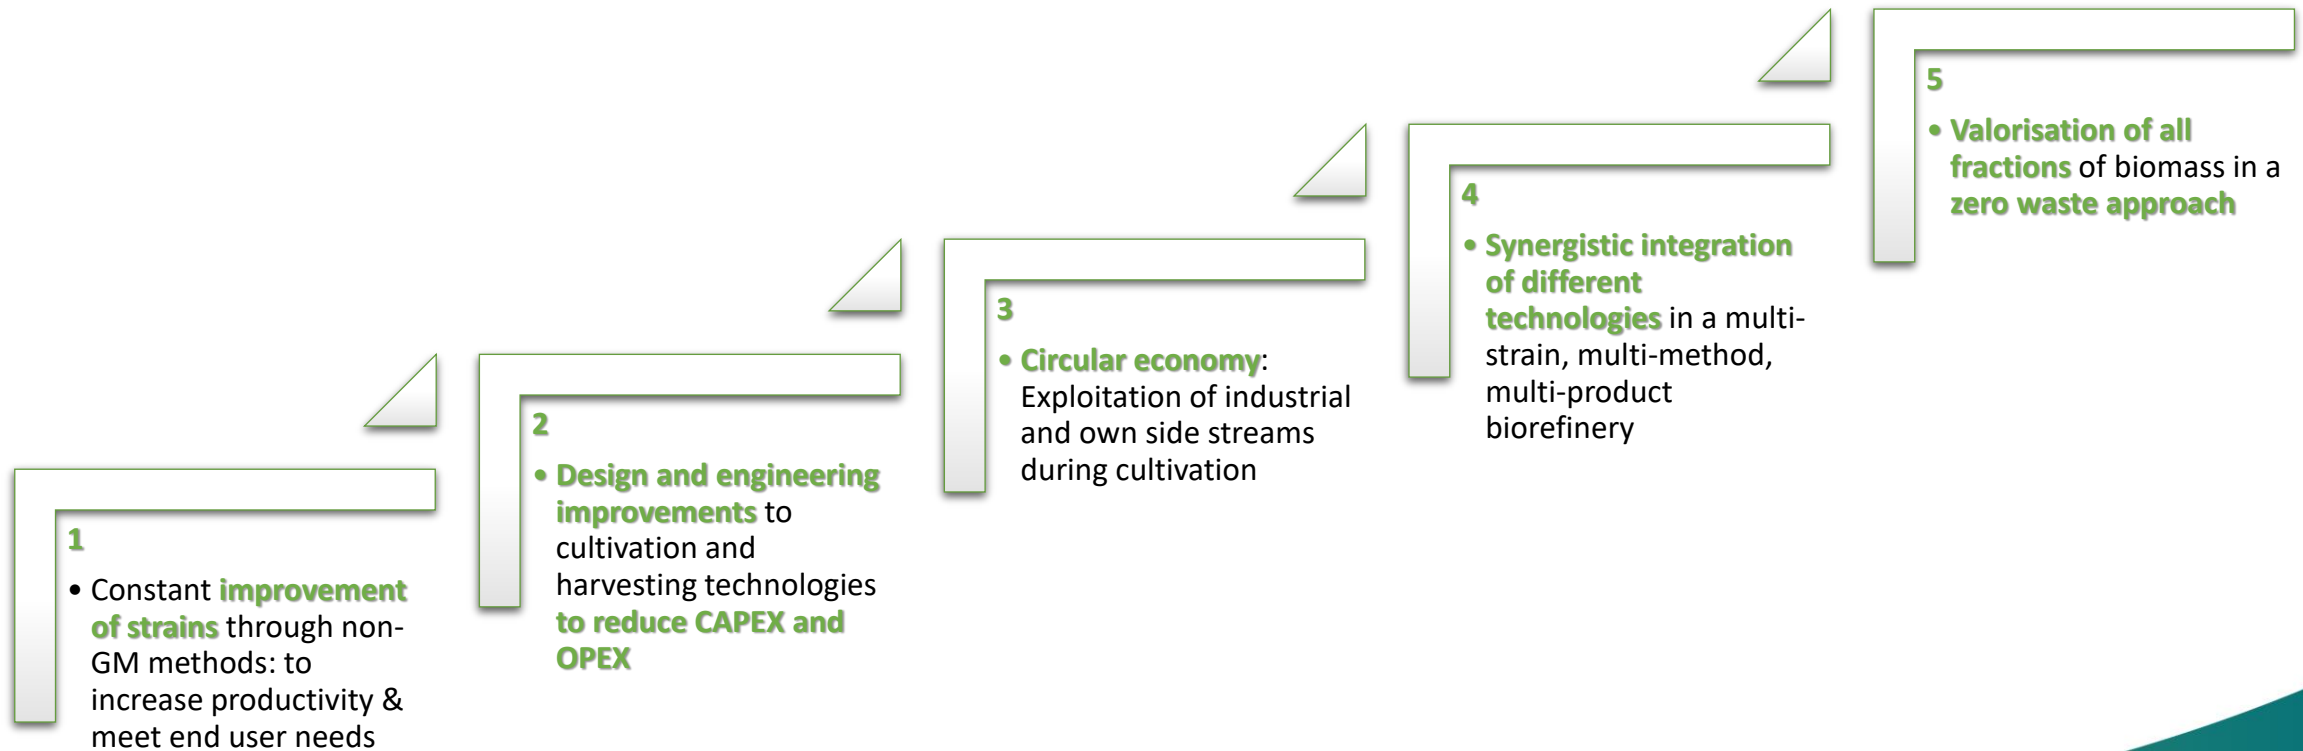 1
• Constant improvement
of strains through non-
GM methods: to
increase productivity &
meet end user needs
2
• Design and engineering
improvements to
cultivation and
harvesting technologies
to reduce CAPEX and
OPEX
3
• Circular economy:
Exploitation of industrial
and own side streams
during cultivation
4
• Synergistic integration
of different
technologies in a multi-
strain, multi-method,
multi-product
biorefinery
5
• Valorisation of all
fractions of biomass in a
zero waste approach